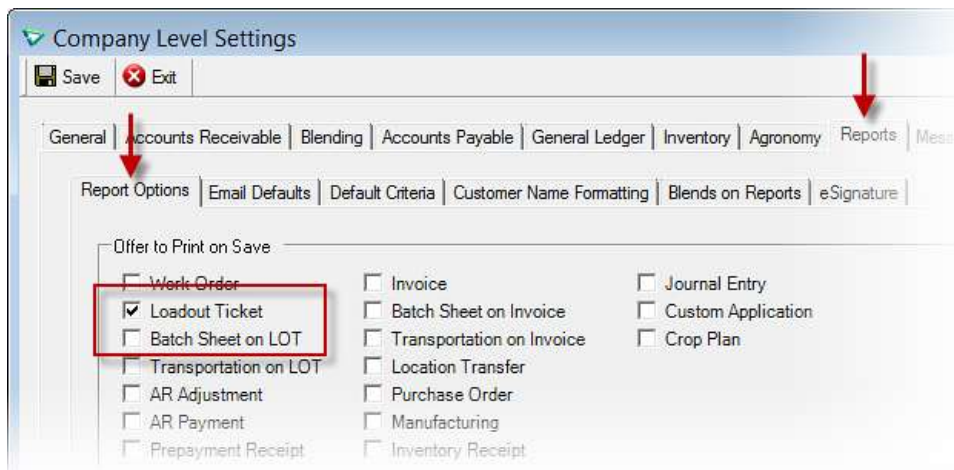 Company Level Settings
Save Exit
General Accounts Receivable Blending Accounts Payable General Ledger Inventory Agronomy Reports Mess
Report Options Email Defaults Default Criteria Customer Name Formatting Blends on Reports eSignature
Offer to Print on Save
Work Order Invoice Journal Entry
Loadout Ticket Batch Sheet on Invoice Custom Application
Batch Sheet on LOT Transportation on Invoice Crop Plan
Transportation on LOT Location Transfer
AR Adjustment Purchase Order
AR Payment Manufacturing
Prepayment Receipt Inventory Receipt